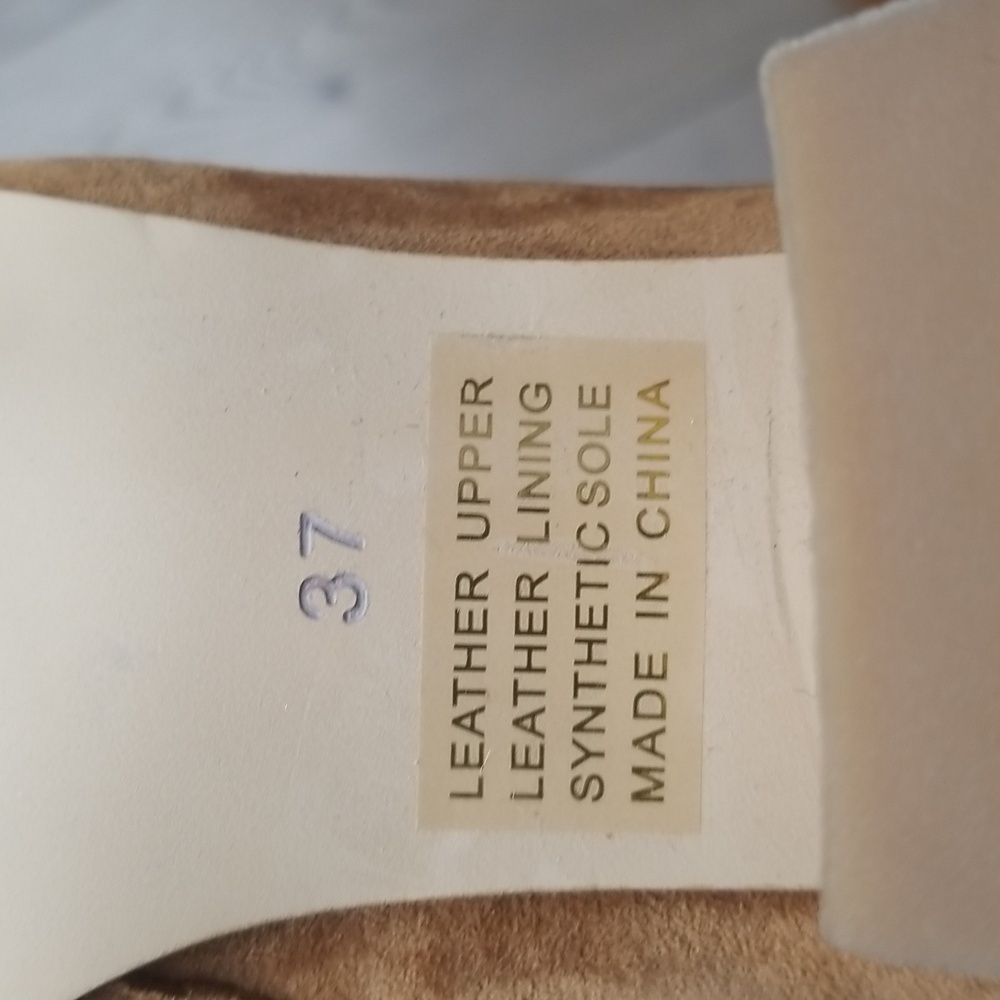 37
LEATHER UPPER
LEATHER LINING
SYNTHETIC SOLE
MADE IN CHINA